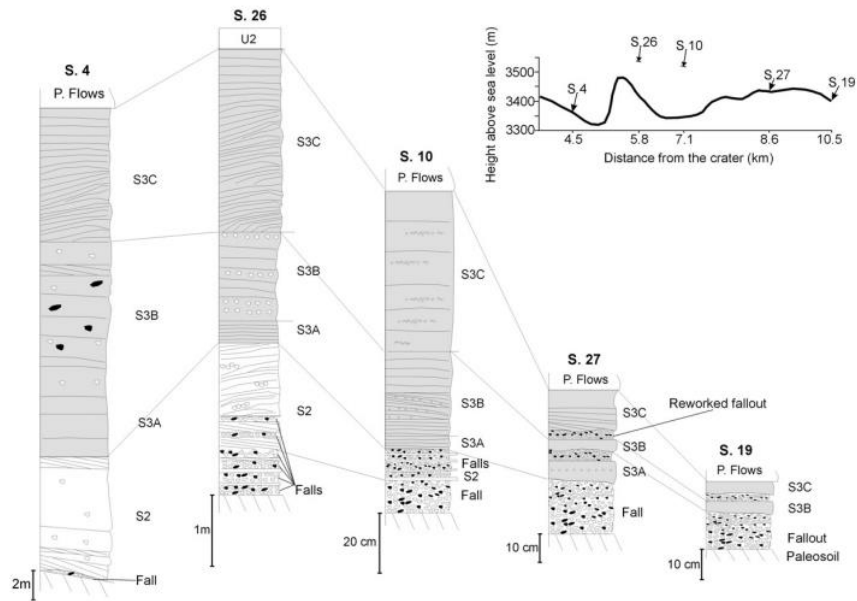 S. 4
P. Flows
S3C
S3B
S3A
S2
Fall
2m
S. 26
U2
S3C
S3B
S3A
S2
Falls
1m
S. 10
P. Flows
S3C
S3B
S3A
Falls
S2
Fall
20 cm
S. 27
P. Flows
S3C
Reworked fallout
S3B
S3A
Fall
10 cm
S. 19
P. Flows
S3C
S3B
Fallout
Paleosoil
10 cm
Height above sea level (m)
3500
3400
3300
S. 4
S. 26
S. 10
S. 27
S. 19
4.5 5.8 7.1 8.6 10.5
Distance from the crater (km)